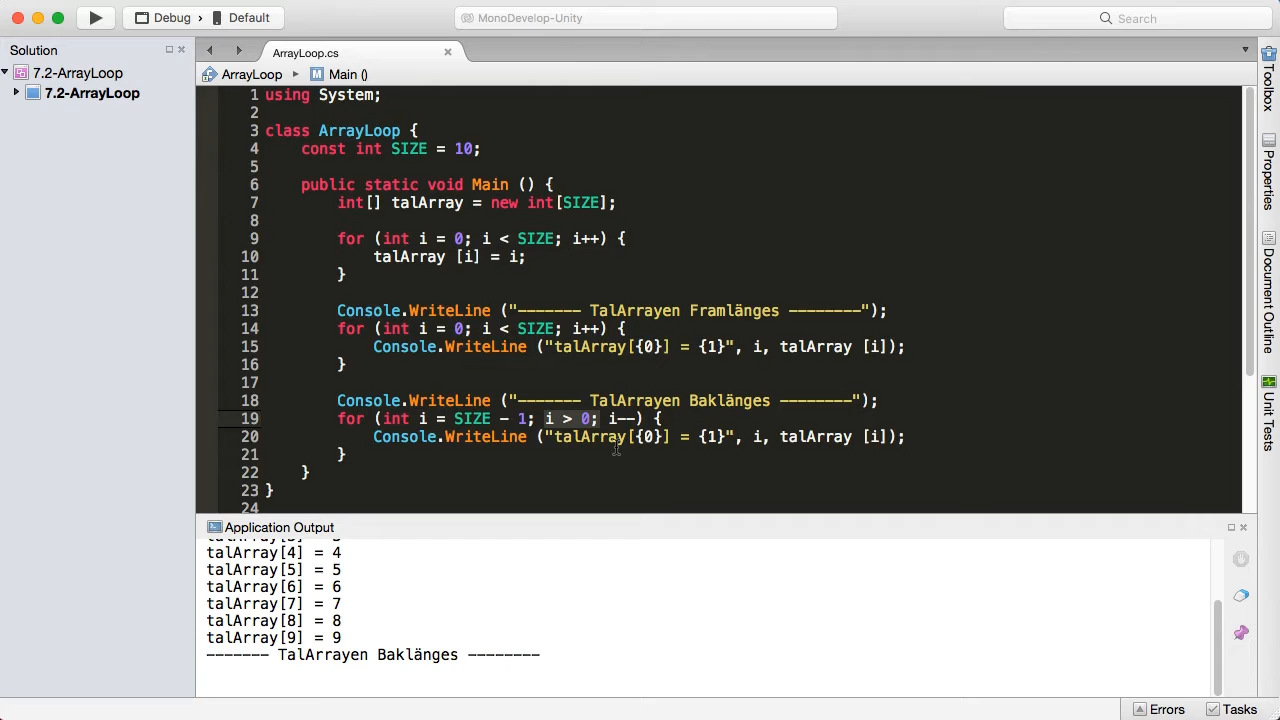 Debug > Default
MonoDevelop-Unity
Search
Solution
7.2-ArrayLoop
7.2-ArrayLoop
ArrayLoop.cs
ArrayLoop
M Main ()
1 using System;
2
3 class ArrayLoop {
4 const int SIZE = 10;
5
6 public static void Main () {
7 int[] talArray = new int[SIZE];
8
9 for (int i = 0; i < SIZE; i++) {
10 talArray [i] = i;
11 }
12
13 Console.WriteLine ("------- TalArrayen Framlänges --------");
14 for (int i = 0; i < SIZE; i++) {
15 Console.WriteLine ("talArray[{0}] = {1}", i, talArray [i]);
16 }
17
18 Console.WriteLine ("------- TalArrayen Baklänges --------");
19 for (int i = SIZE - 1; i > 0; i--) {
20 Console.WriteLine ("talArray[{0}] = {1}", i, talArray [i]);
21 }
22 }
23 }
24
Toolbox
Properties
Document Outline
Unit Tests
Application Output
talArray[4] = 4
talArray[5] = 5
talArray[6] = 6
talArray[7] = 7
talArray[8] = 8
talArray[9] = 9
------- TalArrayen Baklänges --------
Errors
Tasks